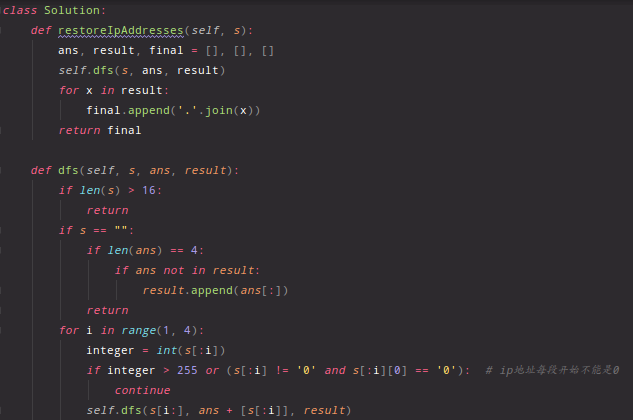 class Solution:
    def restoreIpAddresses(self, s):
        ans, result, final = [], [], []
        self.dfs(s, ans, result)
        for x in result:
            final.append('.'.join(x))
        return final

    def dfs(self, s, ans, result):
        if len(s) > 16:
            return
        if s == "":
            if len(ans) == 4:
                if ans not in result:
                    result.append(ans[:])
            return
        for i in range(1, 4):
            integer = int(s[:i])
            if integer > 255 or (s[:i] != '0' and s[:i][0] == '0'):  # ip地址每段开始不能是0
                continue
            self.dfs(s[i:], ans + [s[:i]], result)